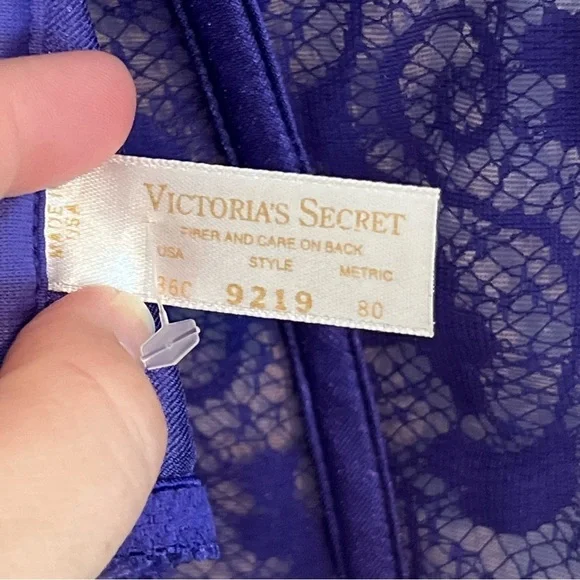 MADE IN
USA
VICTORIA'S SECRET
FIBER AND CARE ON BACK
USA STYLE METRIC
36C 9219 80